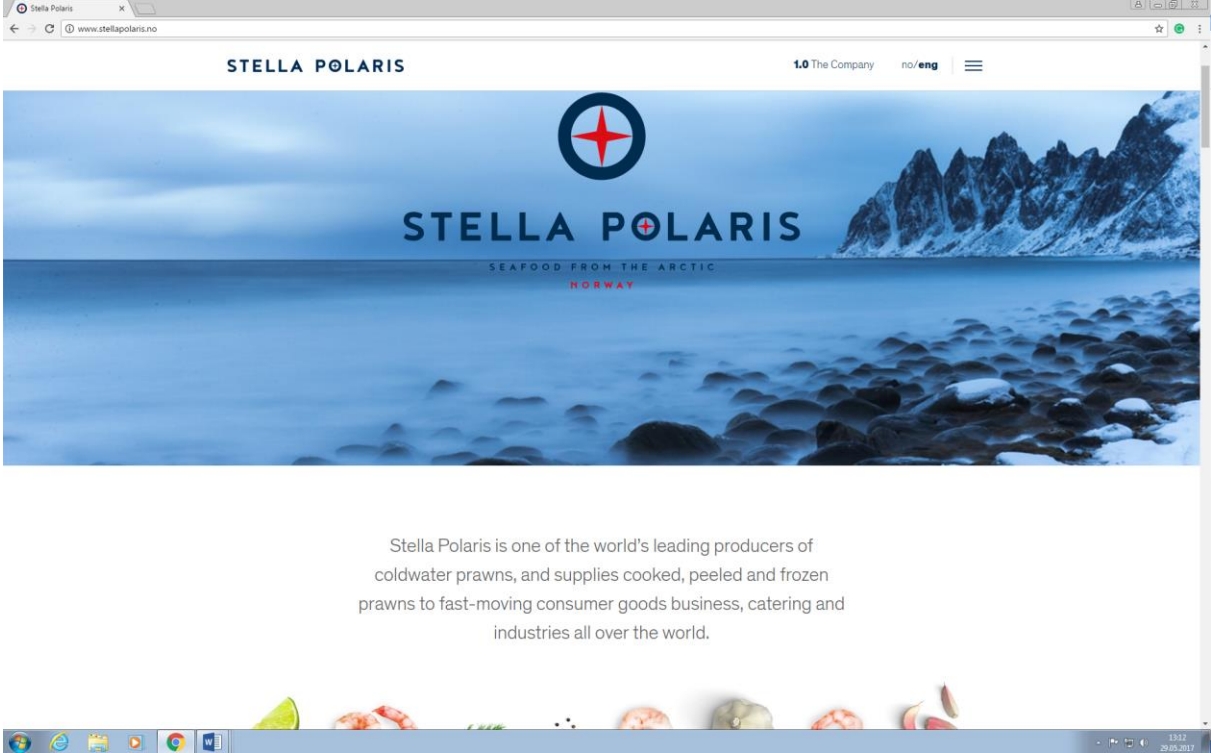 Stella Polaris
www.stellapolaris.no
STELLA POLARIS
1.0 The Company no/eng
STELLA POLARIS
SEAFOOD FROM THE ARCTIC
NORWAY
Stella Polaris is one of the world's leading producers of
coldwater prawns, and supplies cooked, peeled and frozen
prawns to fast-moving consumer goods business, catering and
industries all over the world.
13:12
29.05.2017